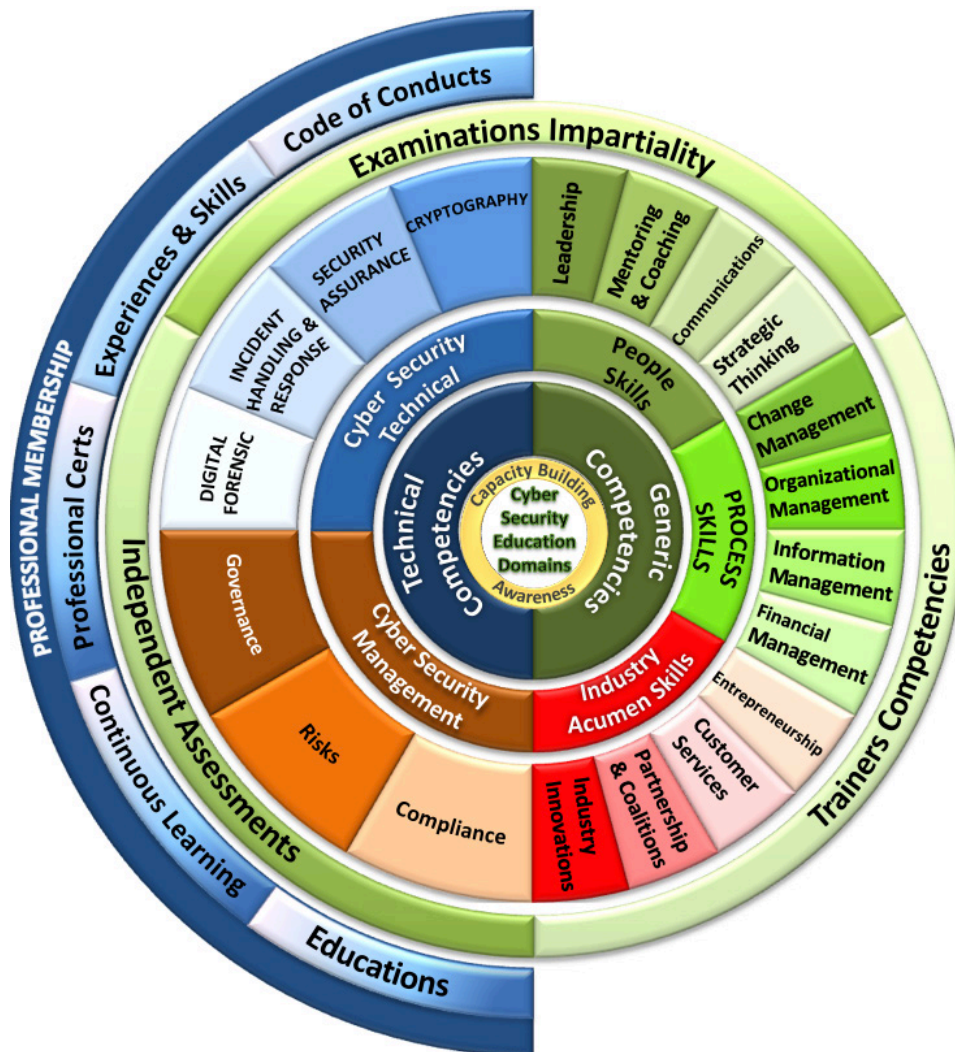 PROFESSIONAL MEMBERSHIP
Code of Conducts
Experiences & Skills
Professional Certs
Continuous Learning
Educations
Examinations Impartiality
Independent Assessments
Trainers Competencies
CRYPTOGRAPHY
SECURITY
ASSURANCE
INCIDENT
HANDLING &
RESPONSE
DIGITAL
FORENSIC
Governance
Risks
Compliance
Leadership
Mentoring
& Coaching
Communications
Strategic
Thinking
Change
Management
Organizational
Management
Information
Management
Financial
Management
Entrepreneurship
Customer
Services
Partnership
& Coalitions
Industry
Innovations
Cyber Security
Technical
Cyber Security
Management
People
Skills
PROCESS
SKILLS
Industry
Acumen Skills
Technical
Competencies
Generic
Competencies
Capacity Building
Cyber
Security
Education
Domains
Awareness